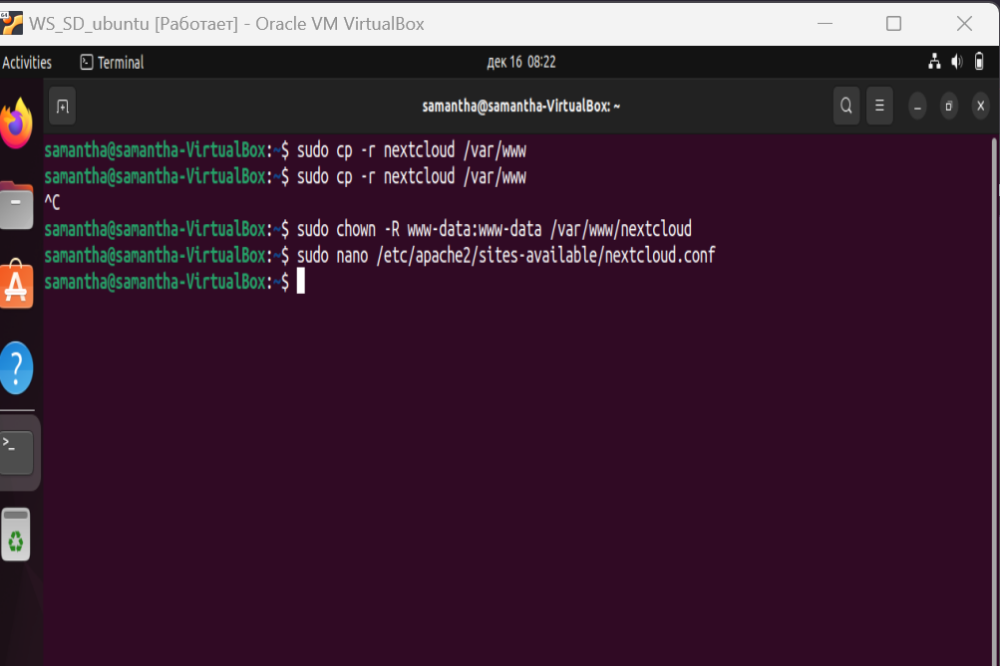 WS_SD_ubuntu [Работает] - Oracle VM VirtualBox
Activities
Terminal
дек 16 08:22
samantha@samantha-VirtualBox: ~
samantha@samantha-VirtualBox:~$ sudo cp -r nextcloud /var/www
samantha@samantha-VirtualBox:~$ sudo cp -r nextcloud /var/www
^C
samantha@samantha-VirtualBox:~$ sudo chown -R www-data:www-data /var/www/nextcloud
samantha@samantha-VirtualBox:~$ sudo nano /etc/apache2/sites-available/nextcloud.conf
samantha@samantha-VirtualBox:~$